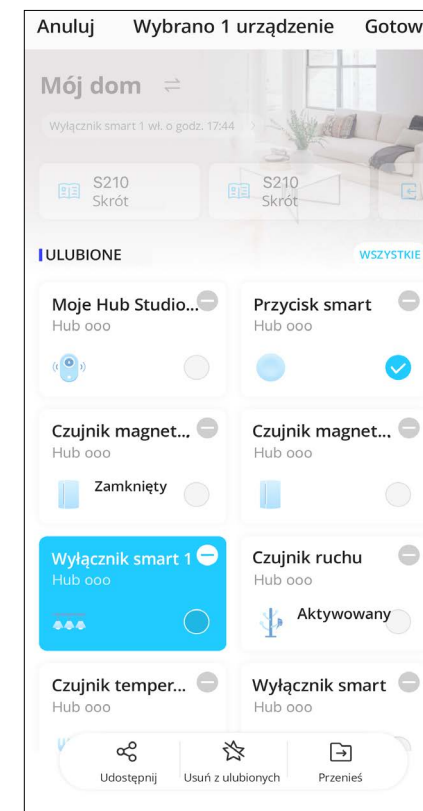 Anuluj Wybrano 1 urządzenie Gotow
Mój dom
Wyłącznik smart 1 wł. o godz. 17:44
S210 S210
Skrót Skrót
ULUBIONE WSZYSTKIE
Moje Hub Studio... Przycisk smart
Hub ooo Hub ooo
Czujnik magnet... Czujnik magnet...
Hub ooo Hub ooo
Zamknięty
Wyłącznik smart 1 Czujnik ruchu
Hub ooo Hub ooo
Aktywowany
Czujnik temper... Wyłącznik smart
Hub ooo Hub ooo
Udostępnij Usuń z ulubionych Przenieś